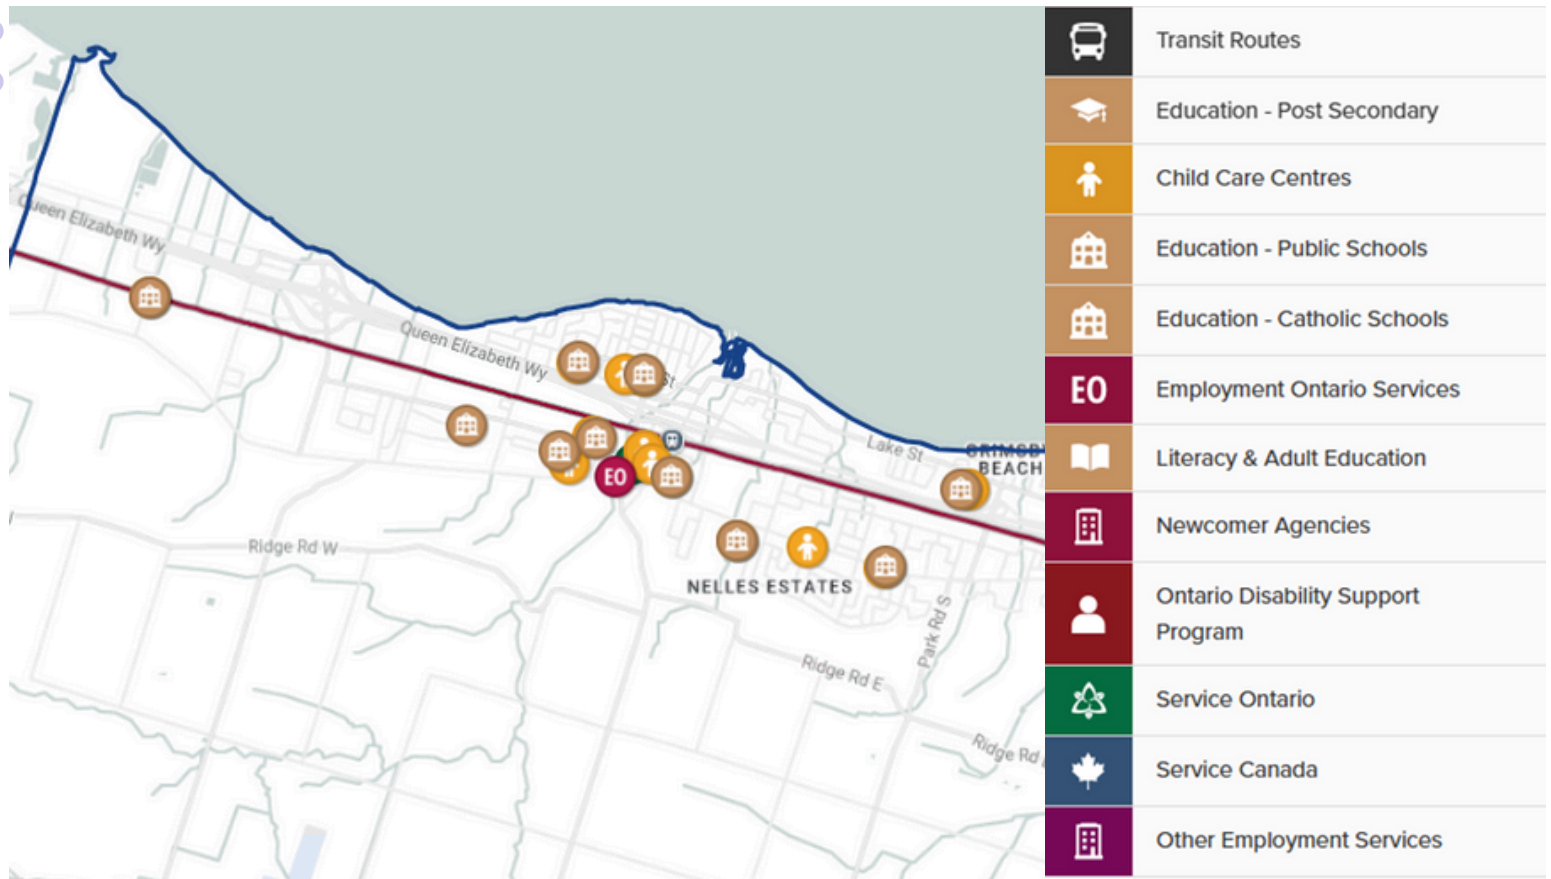 Queen Elizabeth Wy
Queen Elizabeth Wy
St
Lake St
GRIMSBY
BEACH
EO
Ridge Rd W
NELLES ESTATES
Park Rd S
Ridge Rd E
Ridge Rd
Transit Routes
Education - Post Secondary
Child Care Centres
Education - Public Schools
Education - Catholic Schools
EO
Employment Ontario Services
Literacy & Adult Education
Newcomer Agencies
Ontario Disability Support
Program
Service Ontario
Service Canada
Other Employment Services